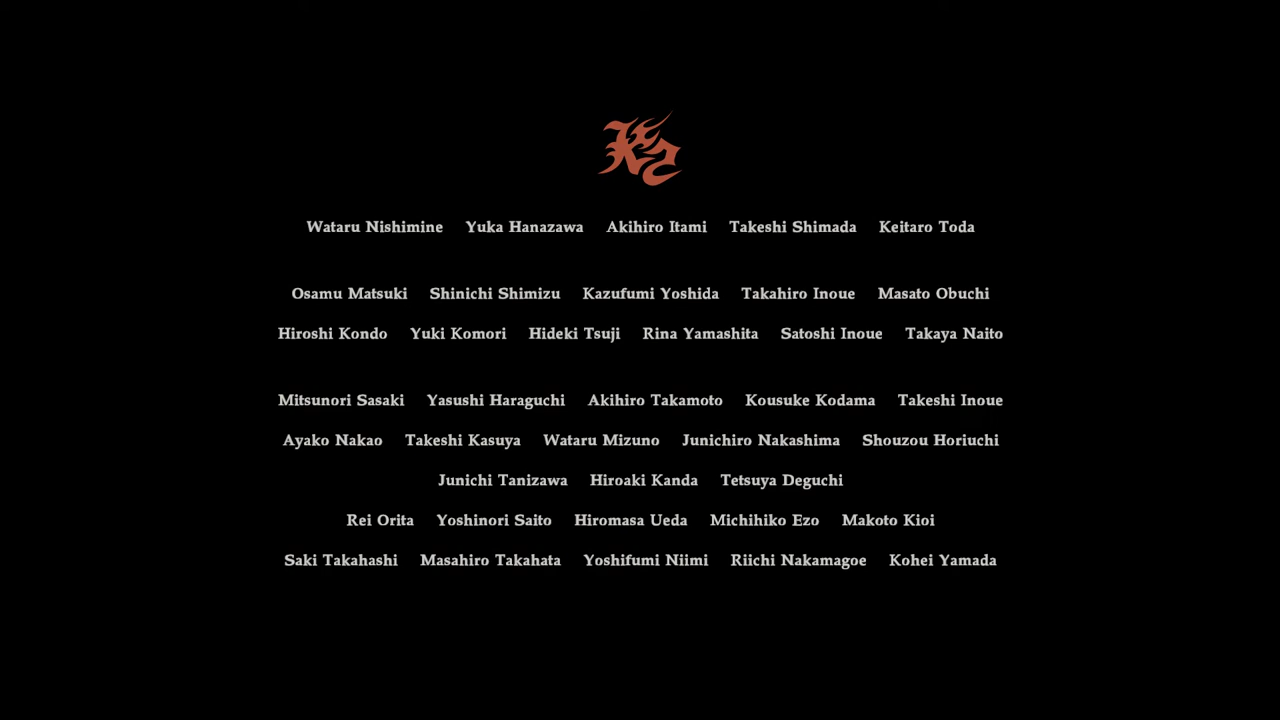 K2
Wataru Nishimine Yuka Hanazawa Akihiro Itami Takeshi Shimada Keitaro Toda
Osamu Matsuki Shinichi Shimizu Kazufumi Yoshida Takahiro Inoue Masato Obuchi
Hiroshi Kondo Yuki Komori Hideki Tsuji Rina Yamashita Satoshi Inoue Takaya Naito
Mitsunori Sasaki Yasushi Haraguchi Akihiro Takamoto Kousuke Kodama Takeshi Inoue
Ayako Nakao Takeshi Kasuya Wataru Mizuno Junichiro Nakashima Shouzou Horiuchi
Junichi Tanizawa Hiroaki Kanda Tetsuya Deguchi
Rei Orita Yoshinori Saito Hiromasa Ueda Michihiko Ezo Makoto Kioi
Saki Takahashi Masahiro Takahata Yoshifumi Niimi Riichi Nakamagoe Kohei Yamada